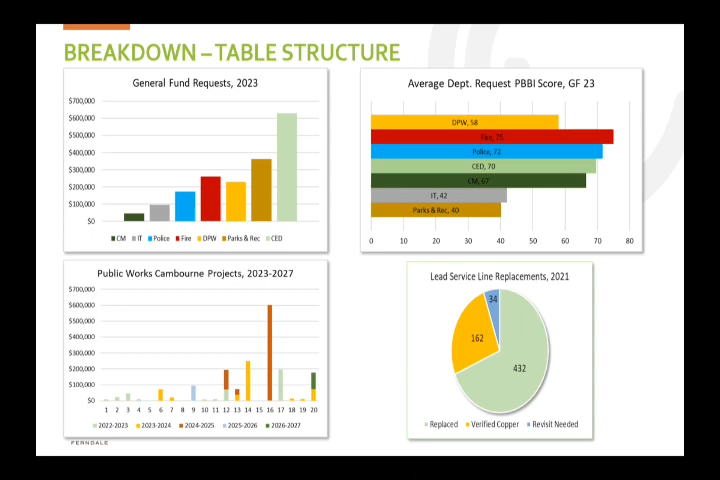 BREAKDOWN – TABLE STRUCTURE
General Fund Requests, 2023
$700,000
$600,000
$500,000
$400,000
$300,000
$200,000
$100,000
$0
CM IT Police Fire DPW Parks & Rec CED
Average Dept. Request PBBI Score, GF 23
DPW, 58
Fire, 75
Police, 72
CED, 70
CM, 67
IT, 42
Parks & Rec, 40
0 10 20 30 40 50 60 70 80
Public Works Cambourne Projects, 2023-2027
$700,000
$600,000
$500,000
$400,000
$300,000
$200,000
$100,000
$0
1 2 3 4 5 6 7 8 9 10 11 12 13 14 15 16 17 18 19 20
2022-2023 2023-2024 2024-2025 2025-2026 2026-2027
Lead Service Line Replacements, 2021
34
162
432
Replaced Verified Copper Revisit Needed
FERNDALE